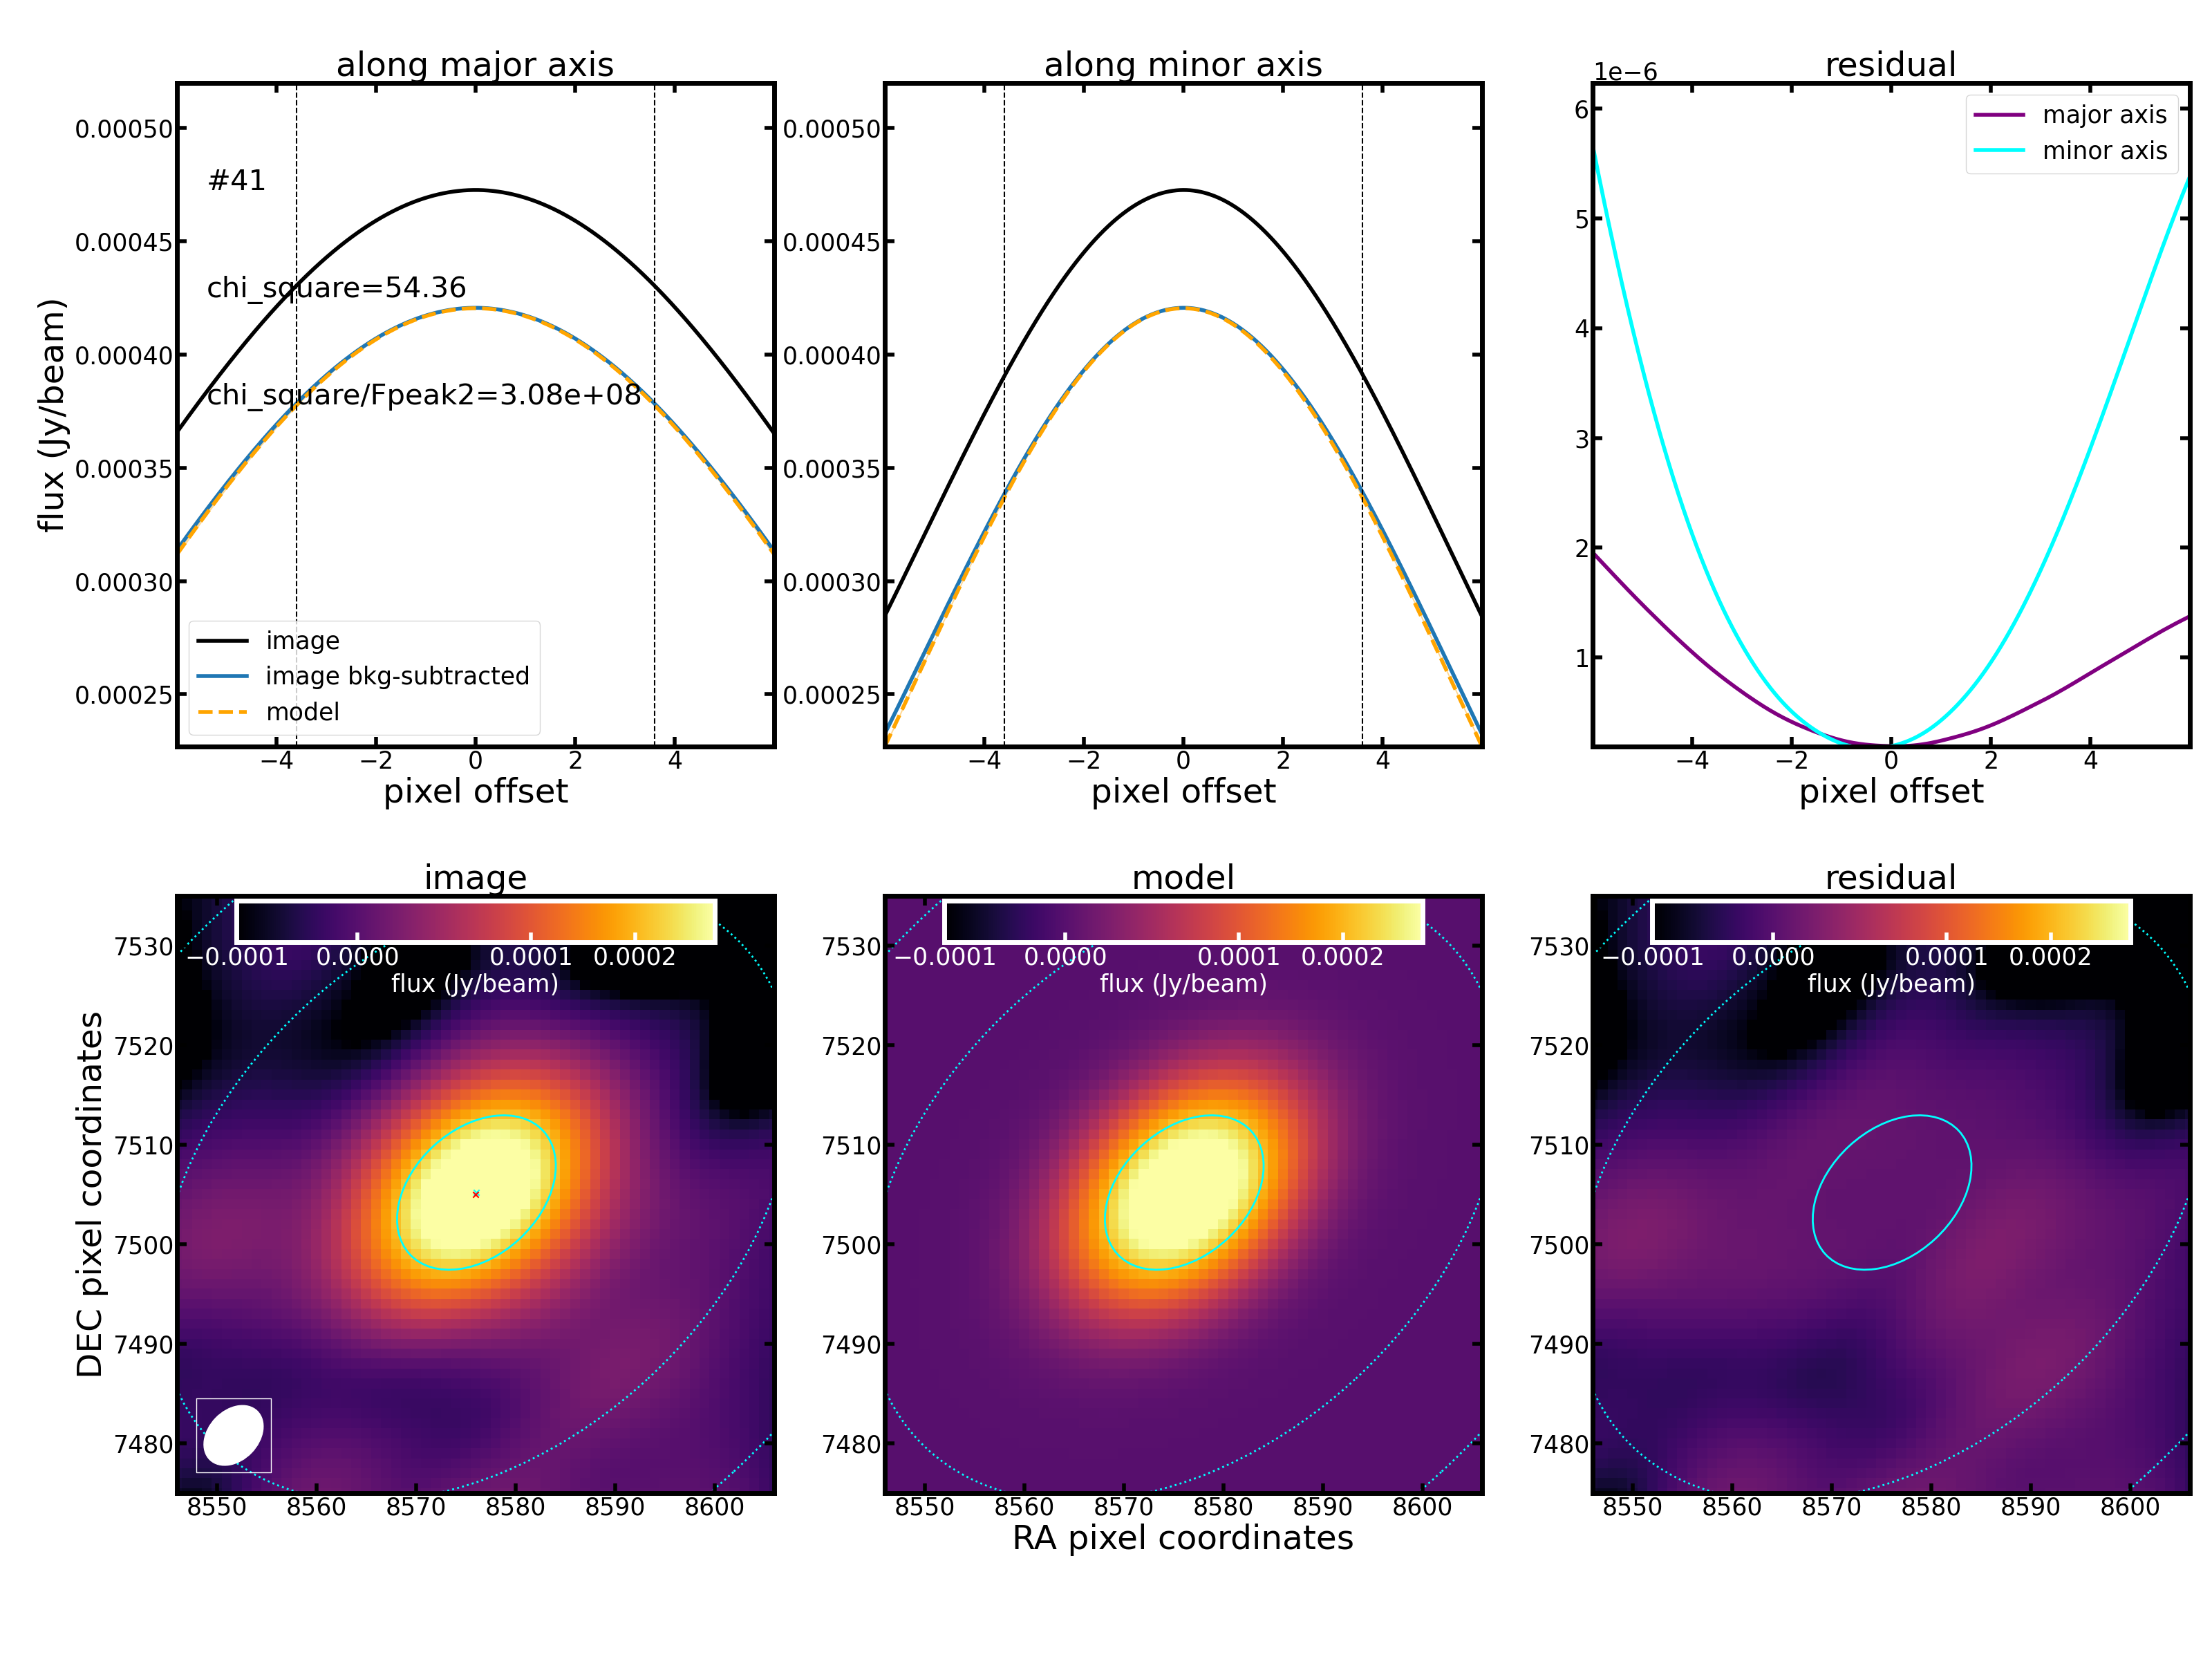 along major axis
along minor axis
residual
0.00050
0.00045
0.00040
0.00035
0.00030
0.00025
flux (Jy/beam)
#41
chi_square=54.36
chi_square/Fpeak2=3.08e+08
image
image bkg-subtracted
model
−4 −2 0 2 4
pixel offset
0.00050
0.00045
0.00040
0.00035
0.00030
0.00025
−4 −2 0 2 4
pixel offset
1e−6
6
5
4
3
2
1
major axis
minor axis
−4 −2 0 2 4
pixel offset
image
model
residual
DEC pixel coordinates
7530
7520
7510
7500
7490
7480
−0.0001 0.0000 0.0001 0.0002
flux (Jy/beam)
8550 8560 8570 8580 8590 8600
7530
7520
7510
7500
7490
7480
−0.0001 0.0000 0.0001 0.0002
flux (Jy/beam)
8550 8560 8570 8580 8590 8600
RA pixel coordinates
7530
7520
7510
7500
7490
7480
−0.0001 0.0000 0.0001 0.0002
flux (Jy/beam)
8550 8560 8570 8580 8590 8600